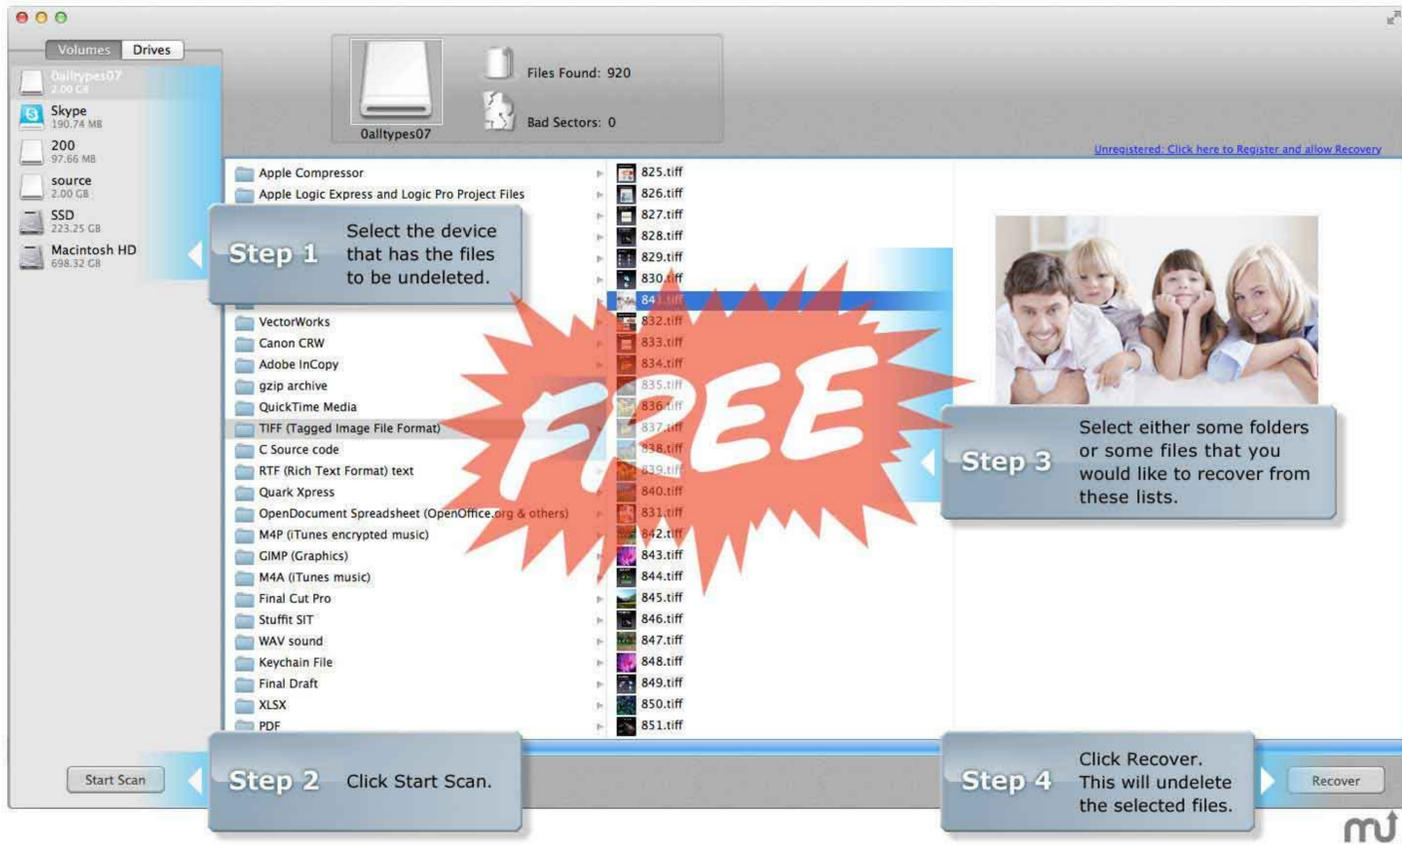 Volumes
Drives
0alltypes07
2.00 GB
Skype
190.74 MB
200
97.66 MB
source
2.00 GB
SSD
223.25 GB
Macintosh HD
698.32 GB
0alltypes07
Files Found: 920
Bad Sectors: 0
Unregistered: Click here to Register and allow Recovery
Apple Compressor
Apple Logic Express and Logic Pro Project Files
Step 1
Select the device
that has the files
to be undeleted.
VectorWorks
Canon CRW
Adobe InCopy
gzip archive
QuickTime Media
TIFF (Tagged Image File Format)
C Source code
RTF (Rich Text Format) text
Quark Xpress
OpenDocument Spreadsheet (OpenOffice.org & others)
M4P (iTunes encrypted music)
GIMP (Graphics)
M4A (iTunes music)
Final Cut Pro
Stuffit SIT
WAV sound
Keychain File
Final Draft
XLSX
PDF
825.tiff
826.tiff
827.tiff
828.tiff
829.tiff
830.tiff
841.tiff
832.tiff
833.tiff
834.tiff
835.tiff
836.tiff
837.tiff
838.tiff
839.tiff
840.tiff
831.tiff
842.tiff
843.tiff
844.tiff
845.tiff
846.tiff
847.tiff
848.tiff
849.tiff
850.tiff
851.tiff
FREE
Step 3
Select either some folders
or some files that you
would like to recover from
these lists.
Start Scan
Step 2
Click Start Scan.
Step 4
Click Recover.
This will undelete
the selected files.
Recover